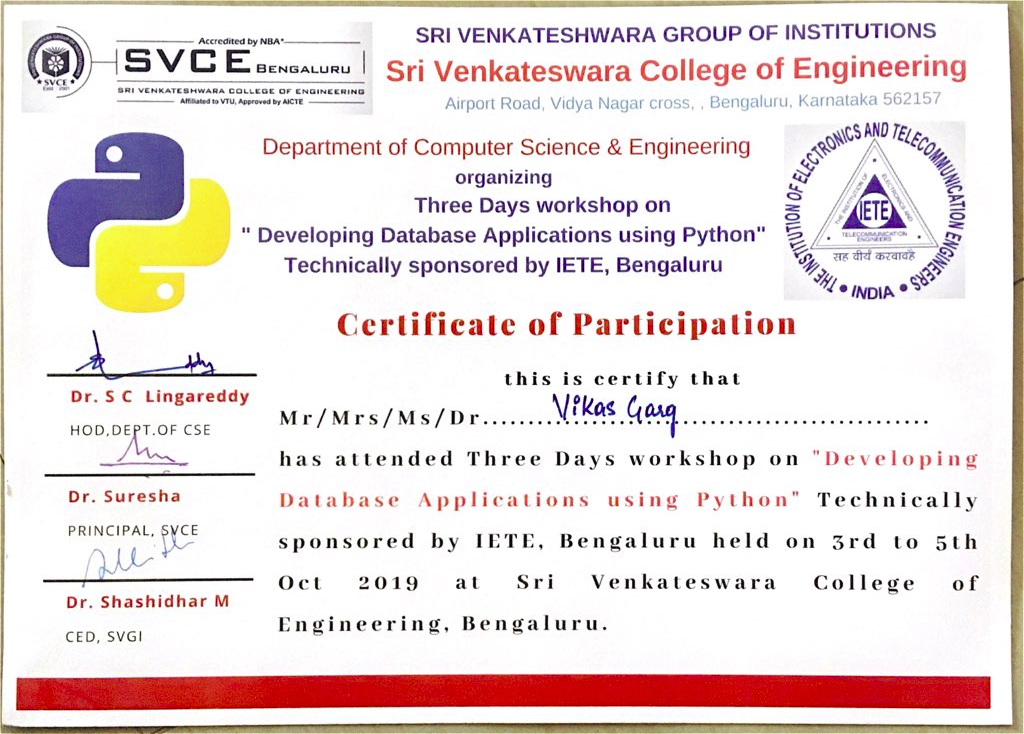 Accredited by NBA*
SVCE BENGALURU
SRI VENKATESHWARA COLLEGE OF ENGINEERING
Affiliated to VTU, Approved by AICTE
SVCE
Estd 2001
SRI VENKATESHWARA GROUP OF INSTITUTIONS
Sri Venkateswara College of Engineering
Airport Road, Vidya Nagar cross, , Bengaluru, Karnataka 562157
Department of Computer Science & Engineering
organizing
Three Days workshop on
" Developing Database Applications using Python"
Technically sponsored by IETE, Bengaluru
THE INSTITUTION OF ELECTRONICS AND TELECOMMUNICATION ENGINEERS
• INDIA •
THE INSTITUTION OF
ELECTRONICS AND
IETE
TELECOMMUNICATION
ENGINEERS
सह वीर्यं करवावहै
Certificate of Participation
this is certify that
Mr/Mrs/Ms/Dr....Vikas Garg....
has attended Three Days workshop on "Developing
Database Applications using Python" Technically
sponsored by IETE, Bengaluru held on 3rd to 5th
Oct 2019 at Sri Venkateswara College of
Engineering, Bengaluru.
Dr. S C Lingareddy
HOD,DEPT.OF CSE
Dr. Suresha
PRINCIPAL, SVCE
Dr. Shashidhar M
CED, SVGI